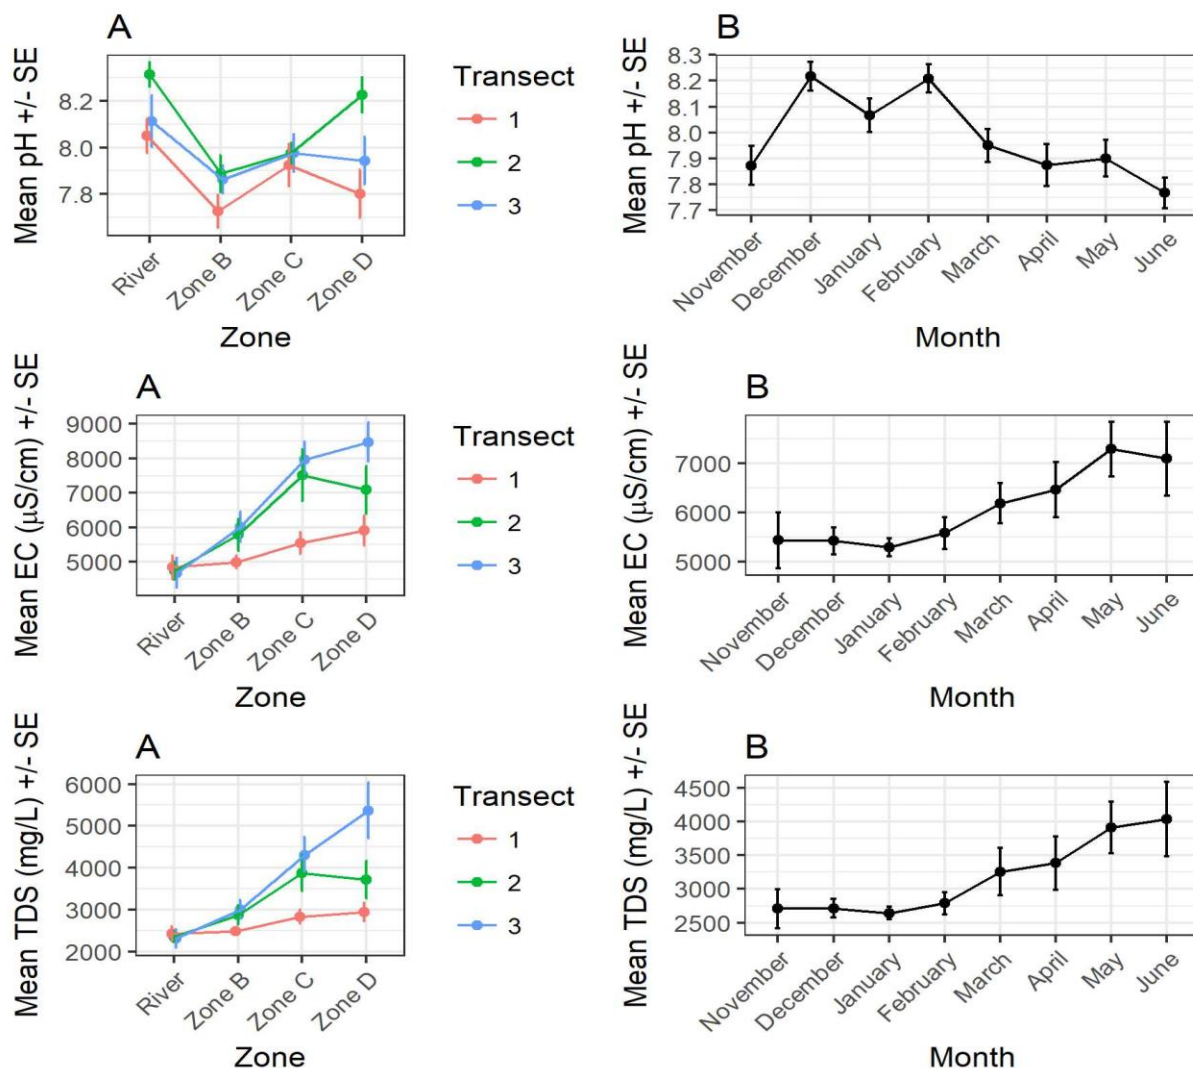 A
Mean pH +/- SE
8.2
8.0
7.8
River
Zone B
Zone C
Zone D
Zone
Transect
1
2
3
B
Mean pH +/- SE
8.3
8.2
8.1
8.0
7.9
7.8
7.7
November
December
January
February
March
April
May
June
Month
A
Mean EC (µS/cm) +/- SE
9000
8000
7000
6000
5000
River
Zone B
Zone C
Zone D
Zone
Transect
1
2
3
B
Mean EC (µS/cm) +/- SE
7000
6000
5000
November
December
January
February
March
April
May
June
Month
A
Mean TDS (mg/L) +/- SE
6000
5000
4000
3000
2000
River
Zone B
Zone C
Zone D
Zone
Transect
1
2
3
B
Mean TDS (mg/L) +/- SE
4500
4000
3500
3000
2500
November
December
January
February
March
April
May
June
Month